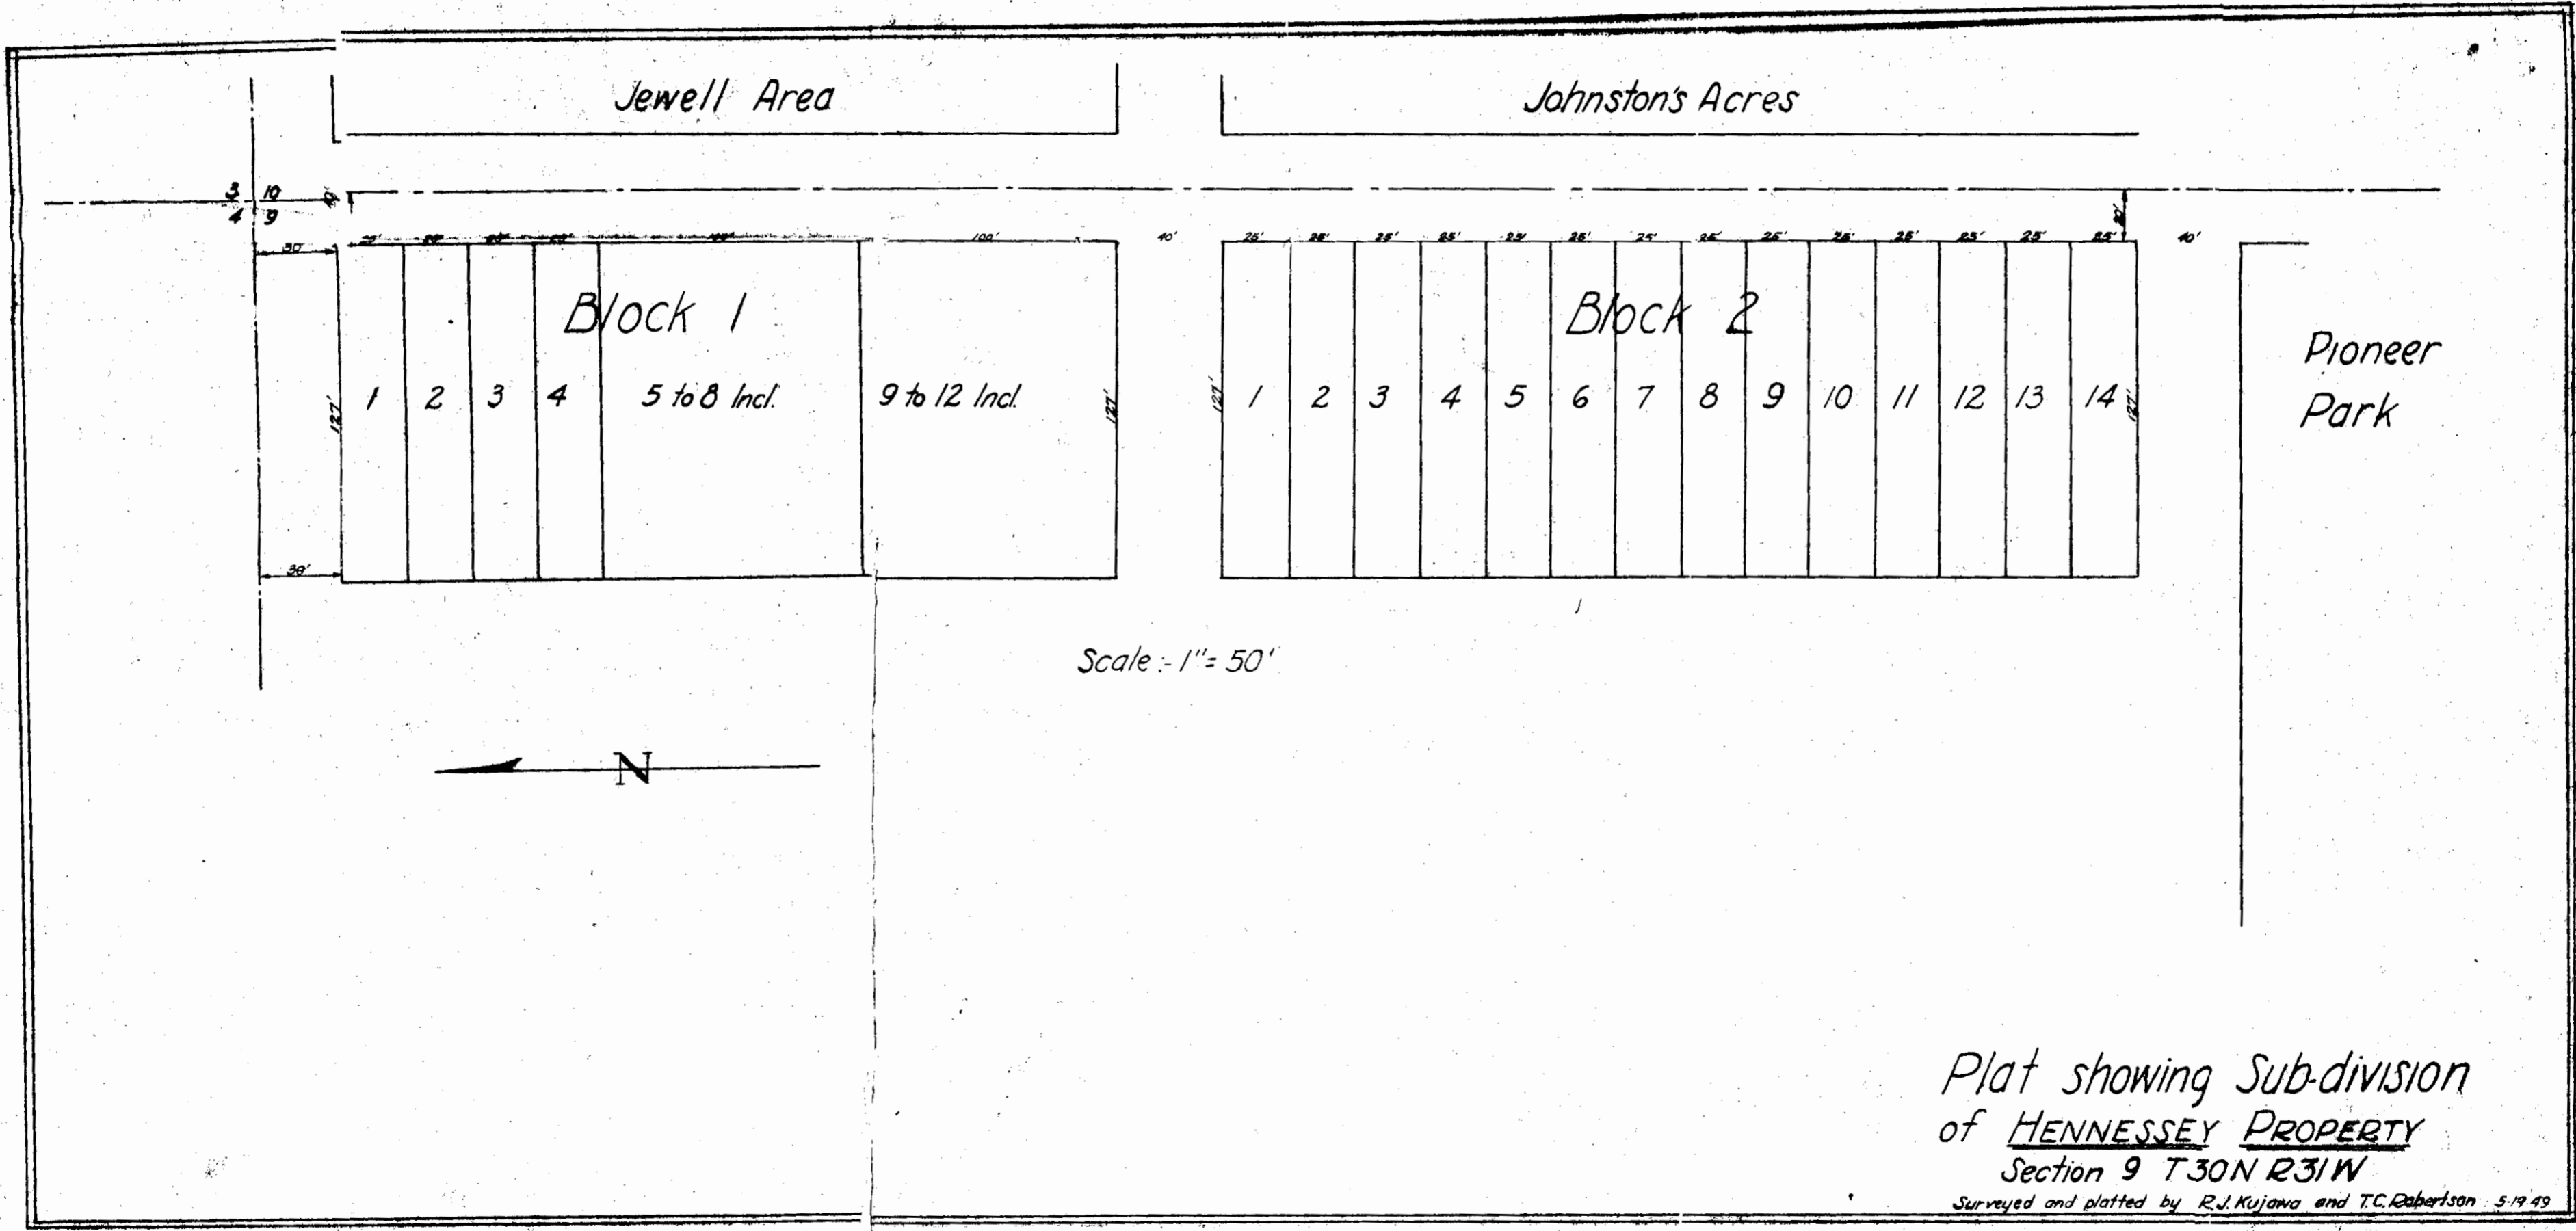 Jewell Area
Johnston's Acres
3 10
4 9
30'
100'
40'
25' 25' 25' 25' 25' 25' 25' 25' 25' 25' 25' 25' 25' 25'
40'
Block 1
Block 2
Pioneer
Park
127'
1 2 3 4 5 to 8 Incl. 9 to 12 Incl.
127'
127'
1 2 3 4 5 6 7 8 9 10 11 12 13 14
127'
30'
Scale:- 1"= 50'
N
Plat showing Sub-division
of HENNESSEY PROPERTY
Section 9 T30N R31W
Surveyed and platted by R.J. Kujawa and T.C. Robertson 5-19-49